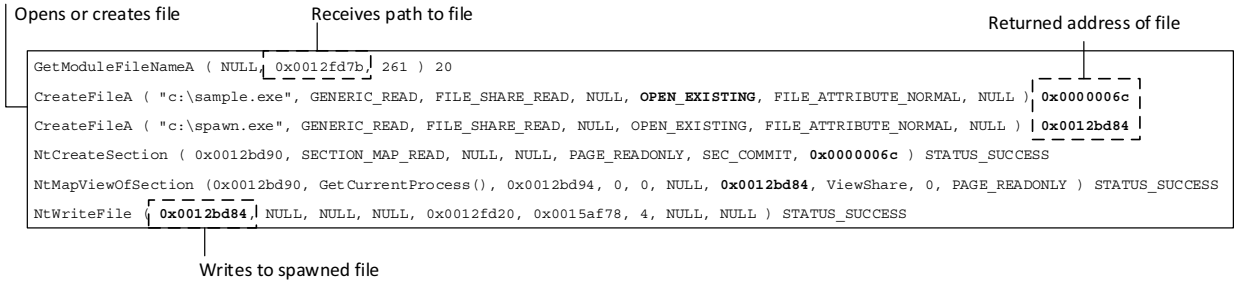 Opens or creates file
Receives path to file
Returned address of file
GetModuleFileNameA ( NULL, 0x0012fd7b, 261 ) 20
CreateFileA ( "c:\sample.exe", GENERIC_READ, FILE_SHARE_READ, NULL, OPEN_EXISTING, FILE_ATTRIBUTE_NORMAL, NULL ) 0x0000006c
CreateFileA ( "c:\spawn.exe", GENERIC_READ, FILE_SHARE_READ, NULL, OPEN_EXISTING, FILE_ATTRIBUTE_NORMAL, NULL ) 0x0012bd84
NtCreateSection ( 0x0012bd90, SECTION_MAP_READ, NULL, NULL, PAGE_READONLY, SEC_COMMIT, 0x0000006c ) STATUS_SUCCESS
NtMapViewOfSection (0x0012bd90, GetCurrentProcess(), 0x0012bd94, 0, 0, NULL, 0x0012bd84, ViewShare, 0, PAGE_READONLY ) STATUS_SUCCESS
NtWriteFile ( 0x0012bd84, NULL, NULL, NULL, 0x0012fd20, 0x0015af78, 4, NULL, NULL ) STATUS_SUCCESS
Writes to spawned file